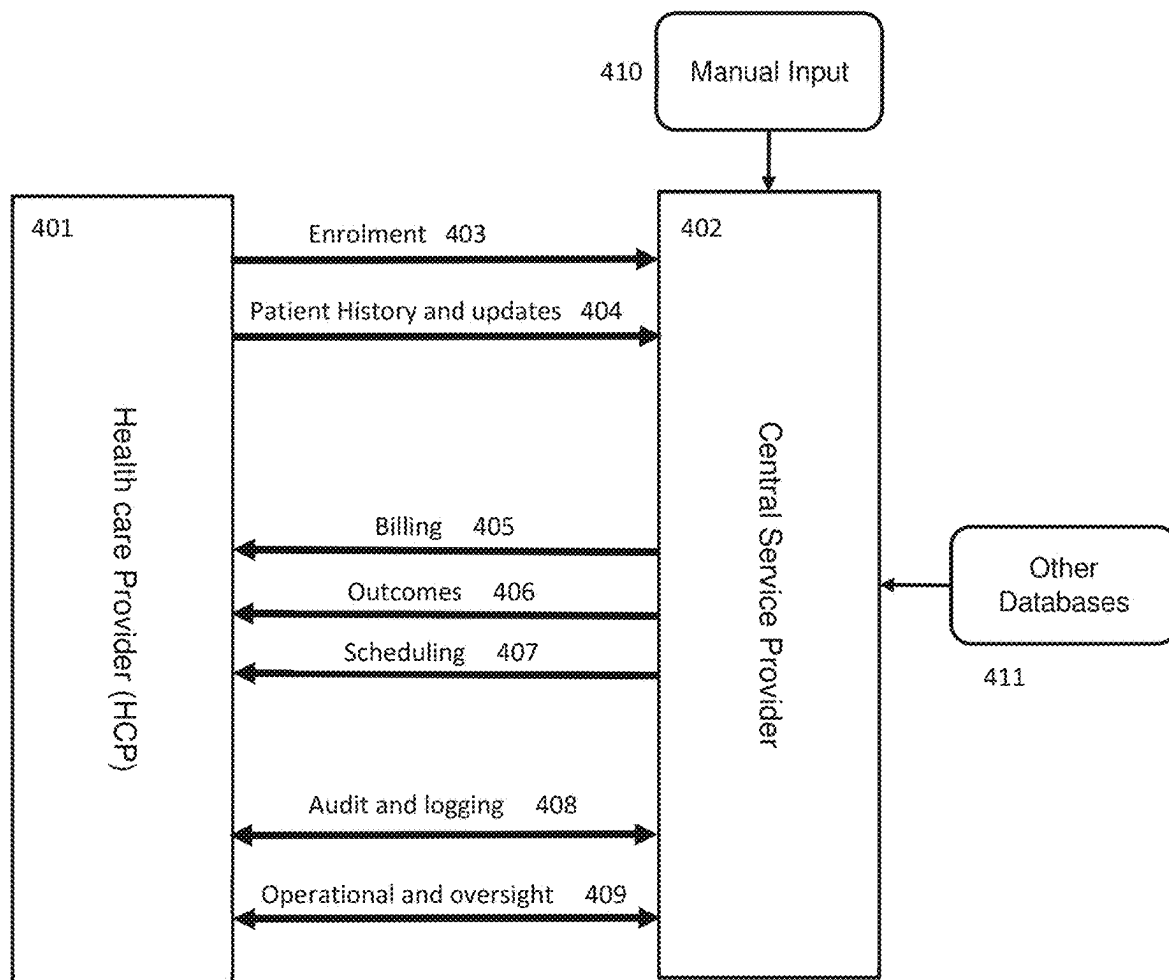 410
Manual Input
401
402
Enrolment 403
Patient History and updates 404
Health care Provider (HCP)
Central Service Provider
Billing 405
Outcomes 406
Scheduling 407
Other
Databases
411
Audit and logging 408
Operational and oversight 409